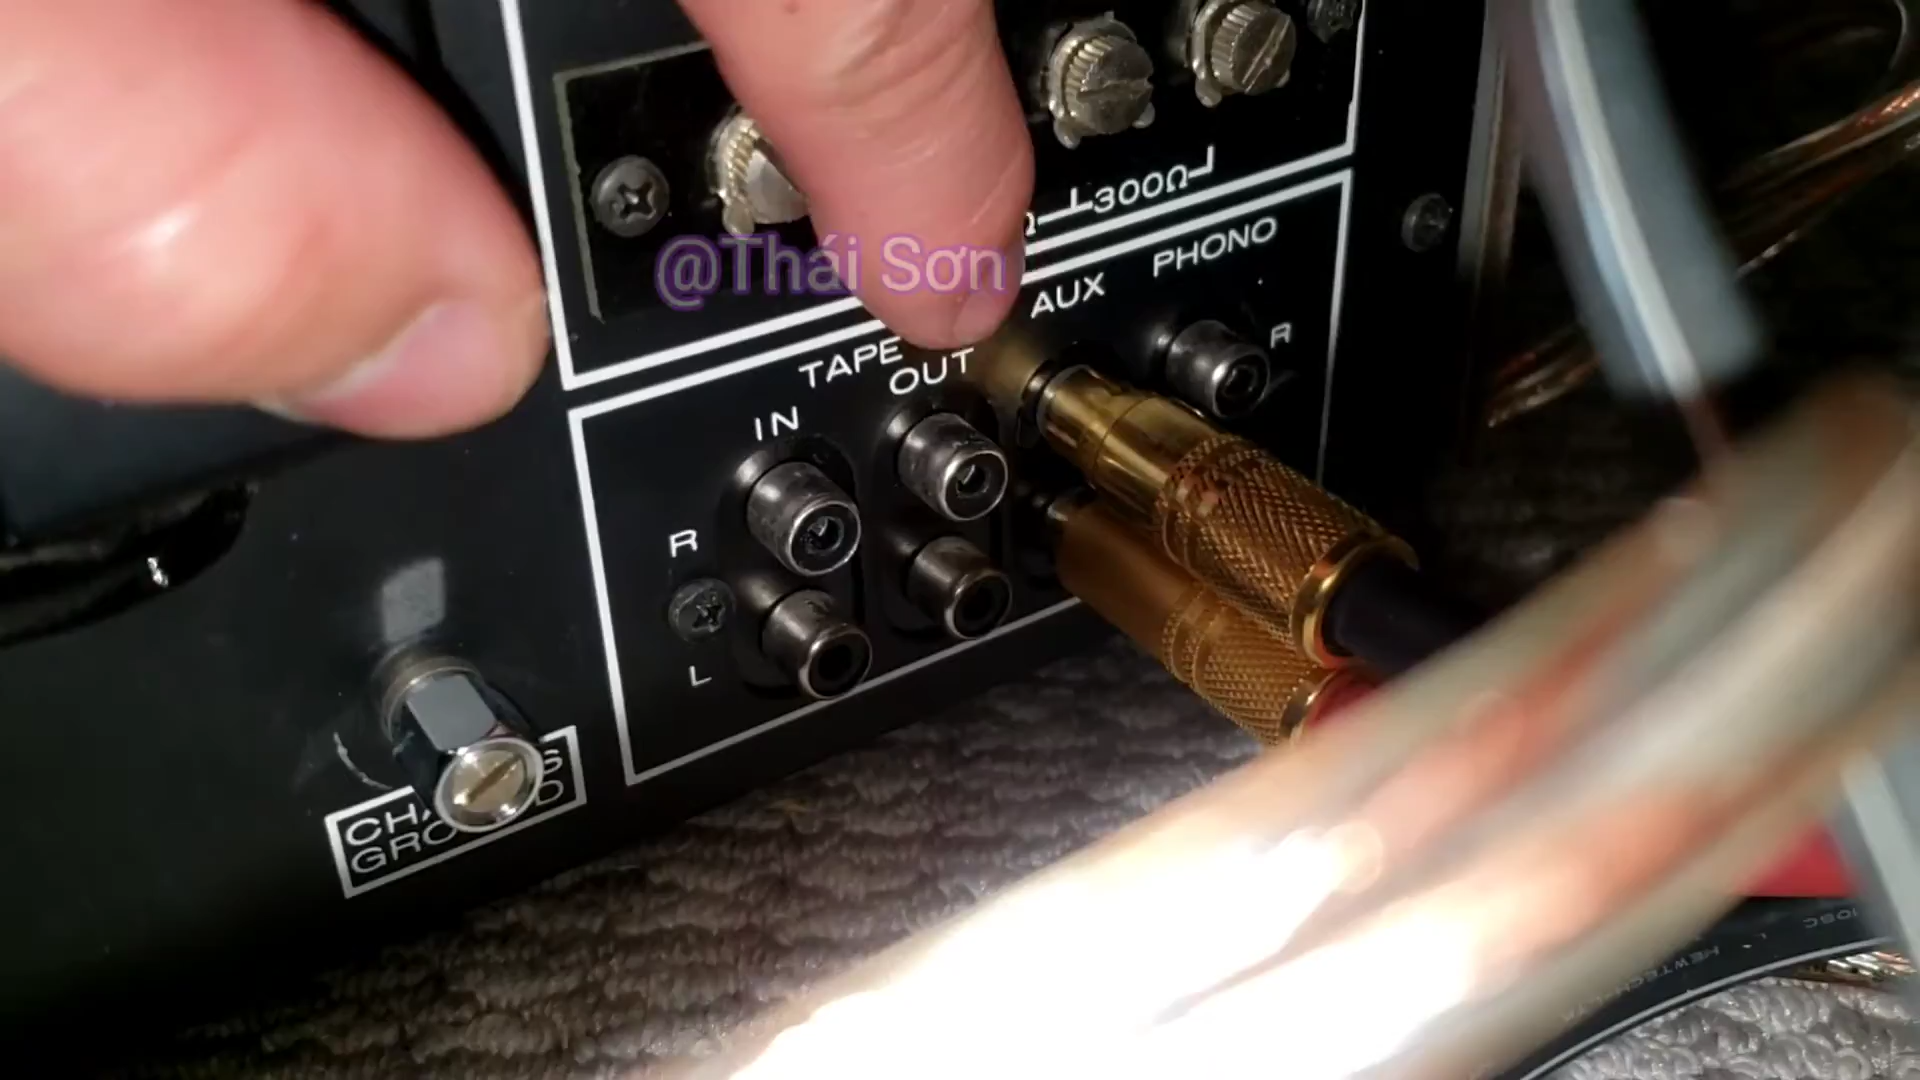 300Ω
@Thái Sơn
PHONO
AUX
TAPE
OUT
IN
R
R
L